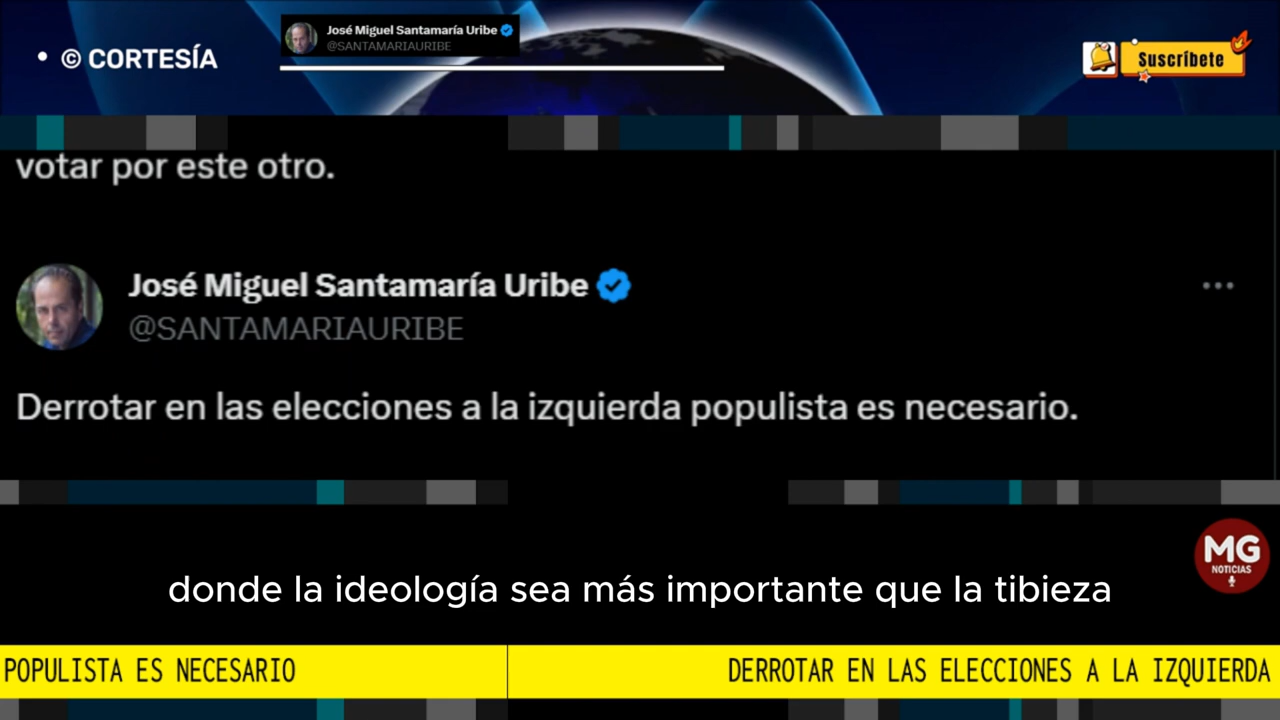 • © CORTESÍA
José Miguel Santamaría Uribe
@SANTAMARIAURIBE
Suscríbete
votar por este otro.
José Miguel Santamaría Uribe
@SANTAMARIAURIBE
Derrotar en las elecciones a la izquierda populista es necesario.
MG
NOTICIAS
donde la ideología sea más importante que la tibieza
POPULISTA ES NECESARIO
DERROTAR EN LAS ELECCIONES A LA IZQUIERDA